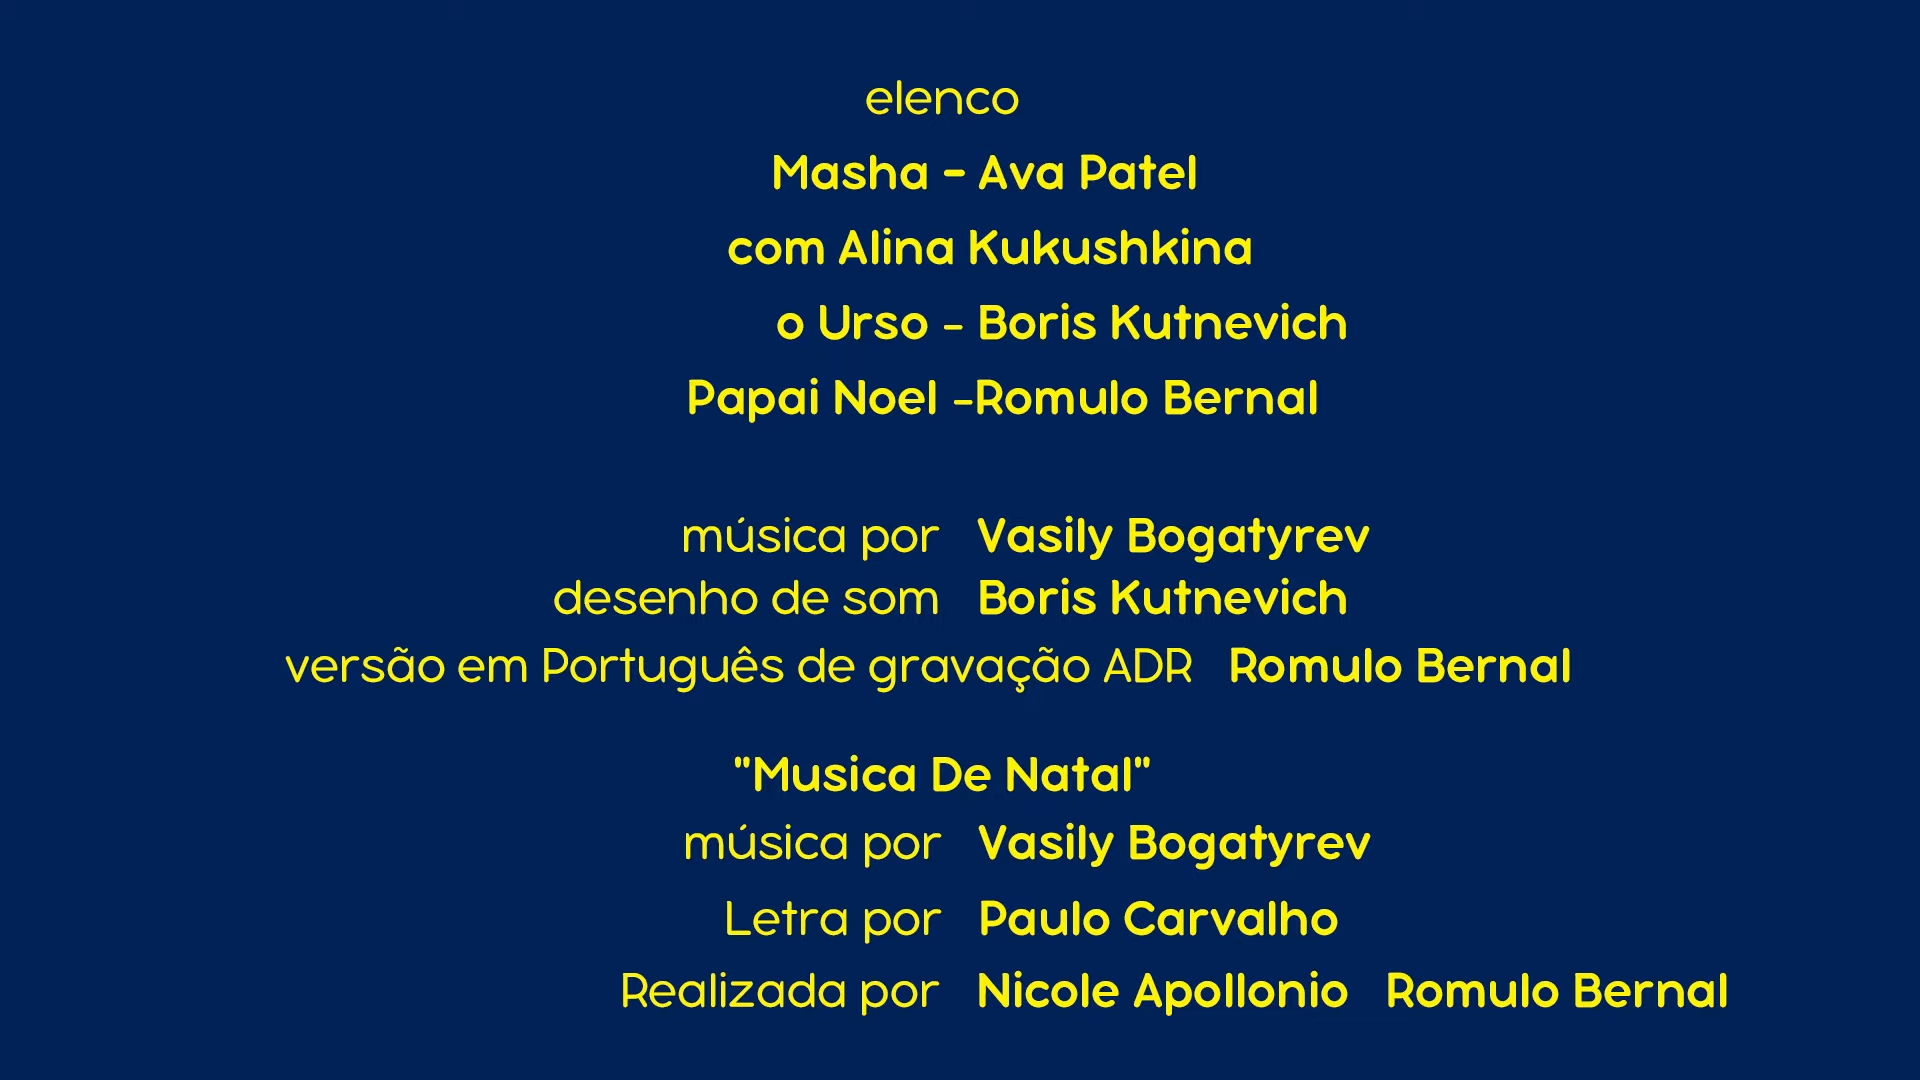 elenco
Masha - Ava Patel
com Alina Kukushkina
o Urso - Boris Kutnevich
Papai Noel -Romulo Bernal
música por Vasily Bogatyrev
desenho de som Boris Kutnevich
versão em Português de gravação ADR Romulo Bernal
"Musica De Natal"
música por Vasily Bogatyrev
Letra por Paulo Carvalho
Realizada por Nicole Apollonio Romulo Bernal